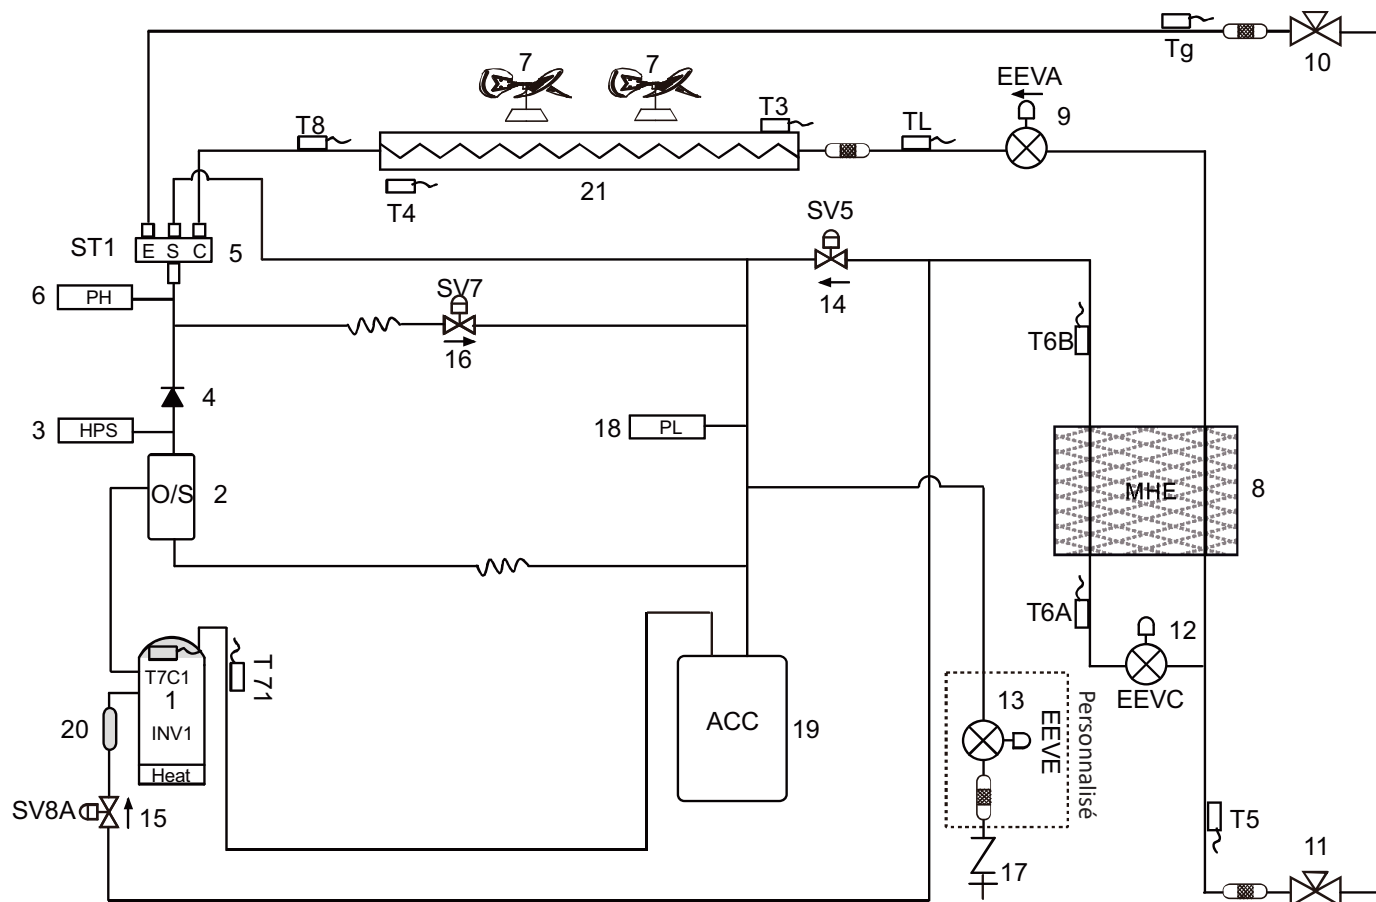 Tg
10
7
7
EEVA
9
T8
T3
TL
T4
21
ST1
E S C
5
SV5
14
6
PH
SV7
16
T6B
4
3
HPS
18
PL
O/S
2
MHE
8
T6A
12
EEVC
T7C1
1
INV1
Heat
T71
20
SV8A
15
ACC
19
13
EEVE
Personnalisé
17
T5
11